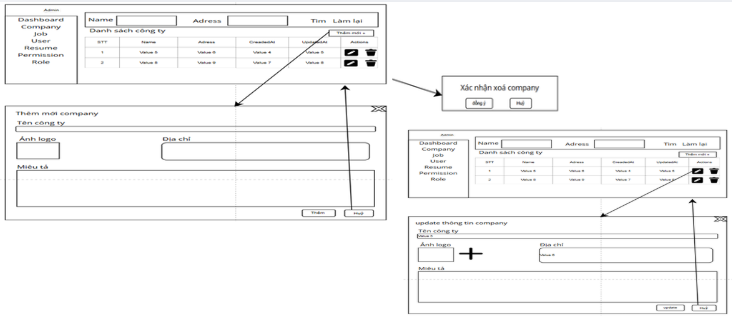 Admin
Dashboard
Company
Job
User
Resume
Permission
Role
Name
Adress
Tìm
Làm lại
Danh sách công ty
Thêm mới +
STT Name Adress CreatedAt UpdatedAt Actions
1 Value 5 Value 6 Value 4 Value 5
2 Value 8 Value 9 Value 7 Value 8
Thêm mới company
Tên công ty
Ảnh logo
Địa chỉ
Miêu tả
Thêm
Huỷ
Xác nhận xoá company
đồng ý
Huỷ
Admin
Dashboard
Company
Job
User
Resume
Permission
Role
Name
Adress
Tìm
Làm lại
Danh sách công ty
Thêm mới +
STT Name Adress CreatedAt UpdatedAt Actions
1 Value 5 Value 6 Value 4 Value 5
2 Value 8 Value 9 Value 7 Value 8
update thông tin company
Tên công ty
Value 5
Ảnh logo
Địa chỉ
Value 6
Miêu tả
update
Huỷ